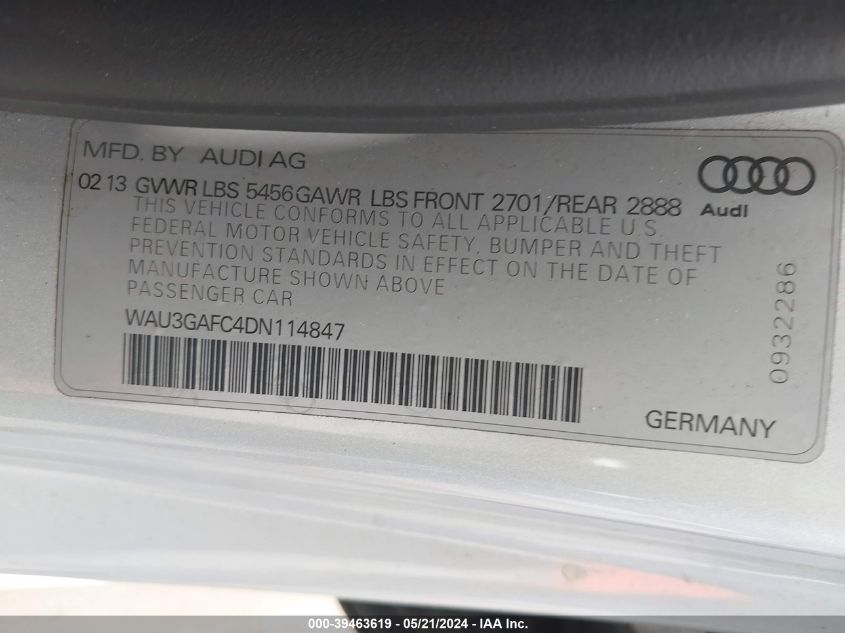 MFD. BY AUDI AG
02 13 GVWR LBS 5456 GAWR LBS FRONT 2701/REAR 2888
THIS VEHICLE CONFORMS TO ALL APPLICABLE U.S.
FEDERAL MOTOR VEHICLE SAFETY, BUMPER AND THEFT
PREVENTION STANDARDS IN EFFECT ON THE DATE OF
MANUFACTURE SHOWN ABOVE
PASSENGER CAR
WAU3GAFC4DN114847
Audi
0932286
GERMANY
000-39463619 - 05/21/2024 - IAA Inc.